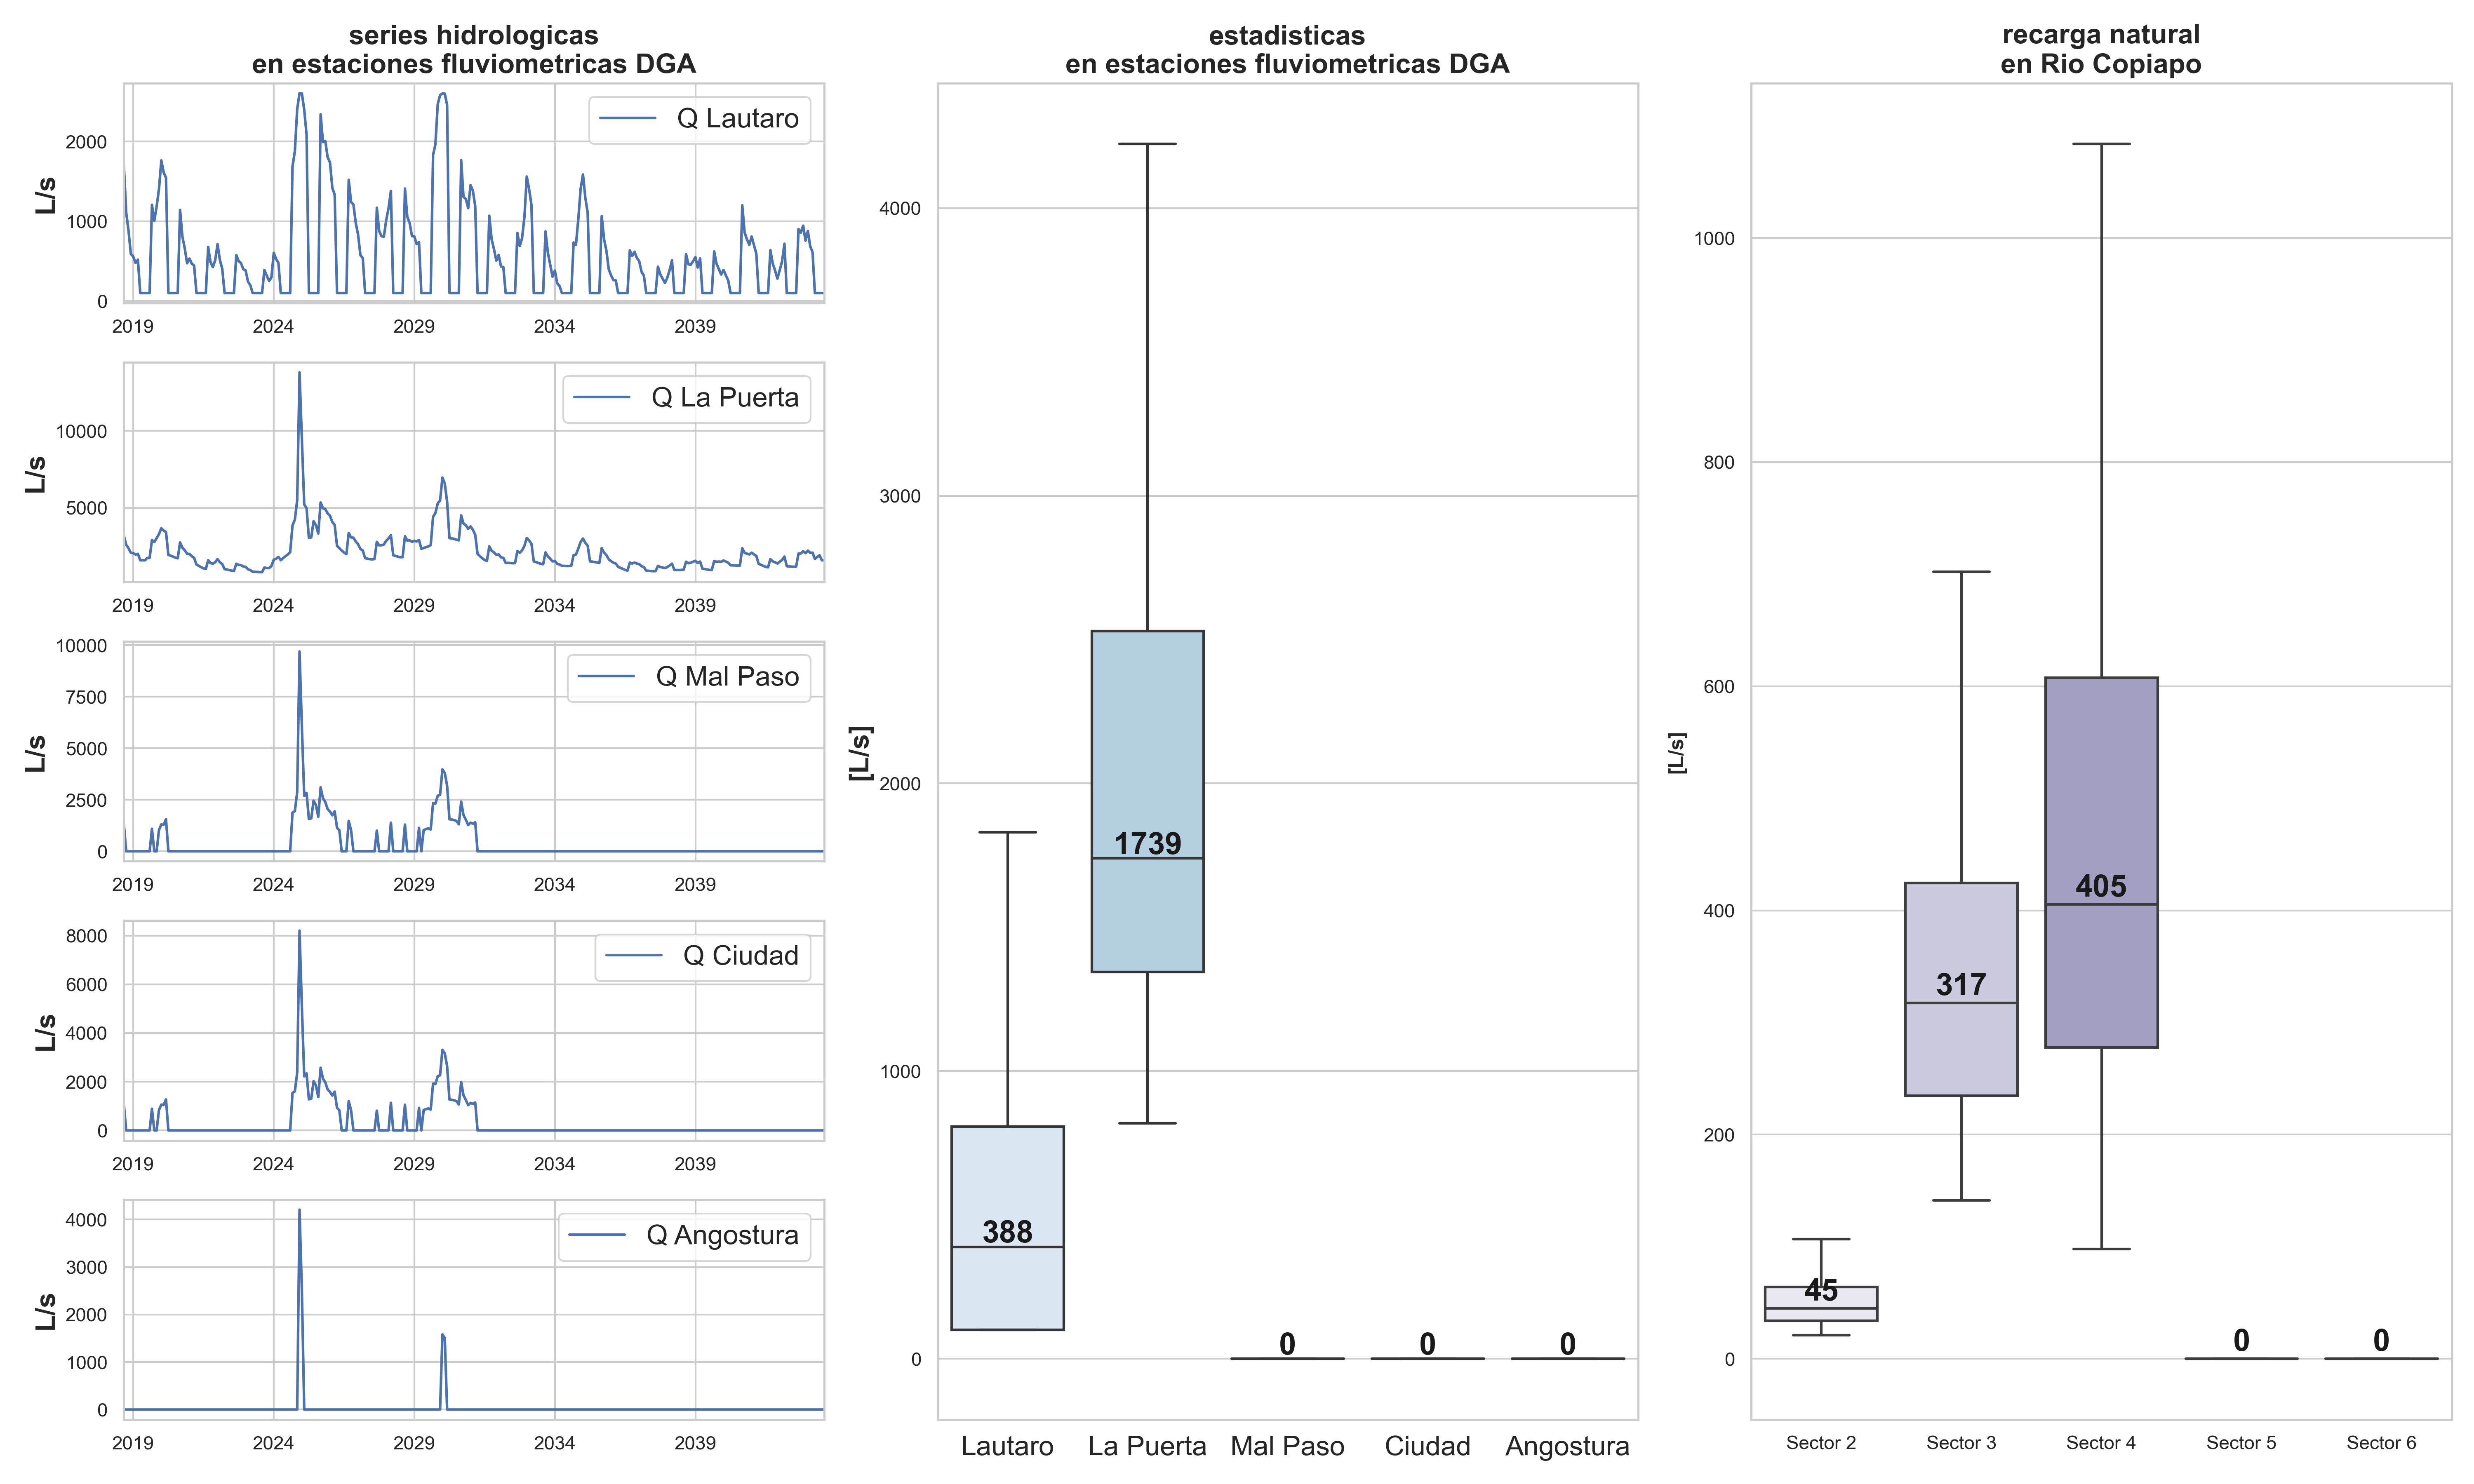 series hidrologicas
en estaciones fluviometricas DGA
L/s
2000
1000
0
Q Lautaro
2019 2024 2029 2034 2039
L/s
10000
5000
Q La Puerta
2019 2024 2029 2034 2039
L/s
10000
7500
5000
2500
0
Q Mal Paso
2019 2024 2029 2034 2039
L/s
8000
6000
4000
2000
0
Q Ciudad
2019 2024 2029 2034 2039
L/s
4000
3000
2000
1000
0
Q Angostura
2019 2024 2029 2034 2039
estadisticas
en estaciones fluviometricas DGA
[L/s]
4000
3000
2000
1000
0
388
1739
0
0
0
Lautaro La Puerta Mal Paso Ciudad Angostura
recarga natural
en Rio Copiapo
[L/s]
1000
800
600
400
200
0
45
317
405
0
0
Sector 2 Sector 3 Sector 4 Sector 5 Sector 6